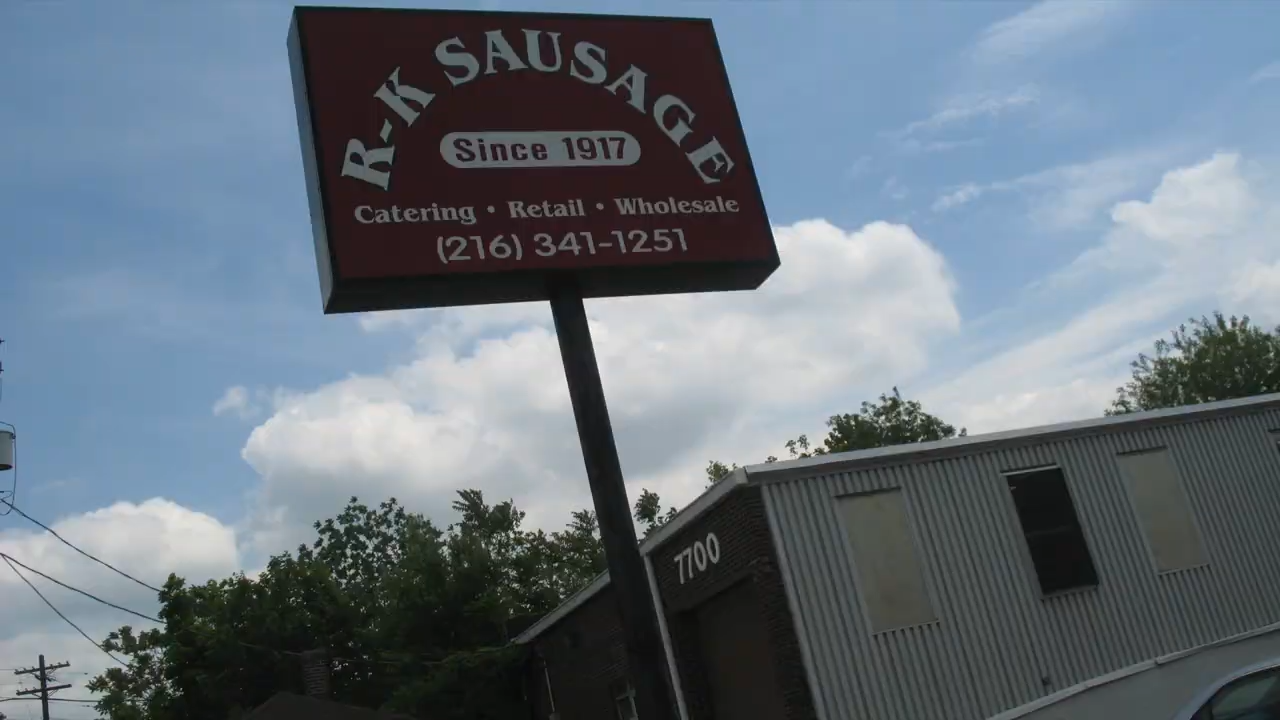 R-K SAUSAGE
Since 1917
Catering • Retail • Wholesale
(216) 341-1251
7700